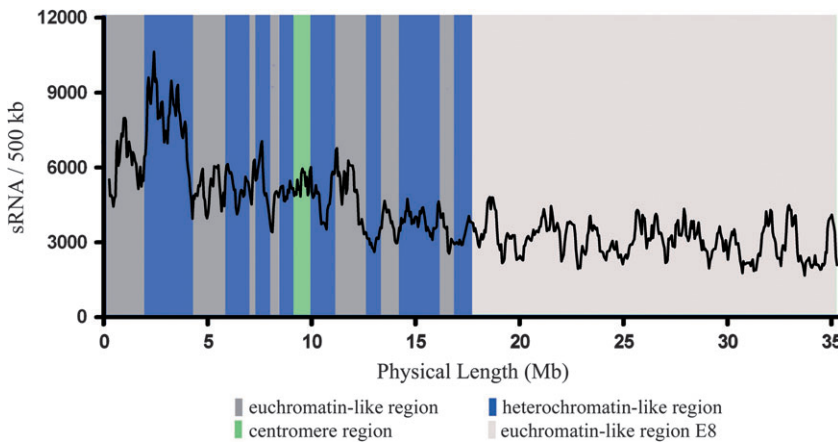 12000
9000
6000
3000
0
sRNA / 500 kb
0 5 10 15 20 25 30 35
Physical Length (Mb)
euchromatin-like region heterochromatin-like region
centromere region euchromatin-like region E8